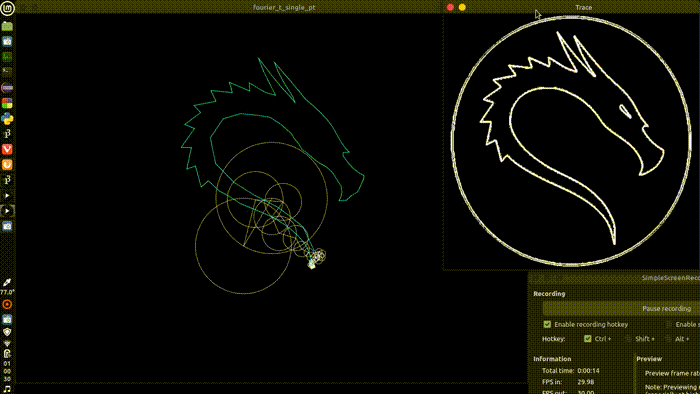 fourier_t_single_pt
Trace
SimpleScreenRec
Recording
Pause recording
Enable recording hotkey
Enable s
Hotkey:
Ctrl +
Shift +
Alt +
Information
Preview
Total time: 0:00:14
Preview frame rat
FPS in: 29.98
Note: Previewing
FPS out: 30.00
77.0°
01
00
30